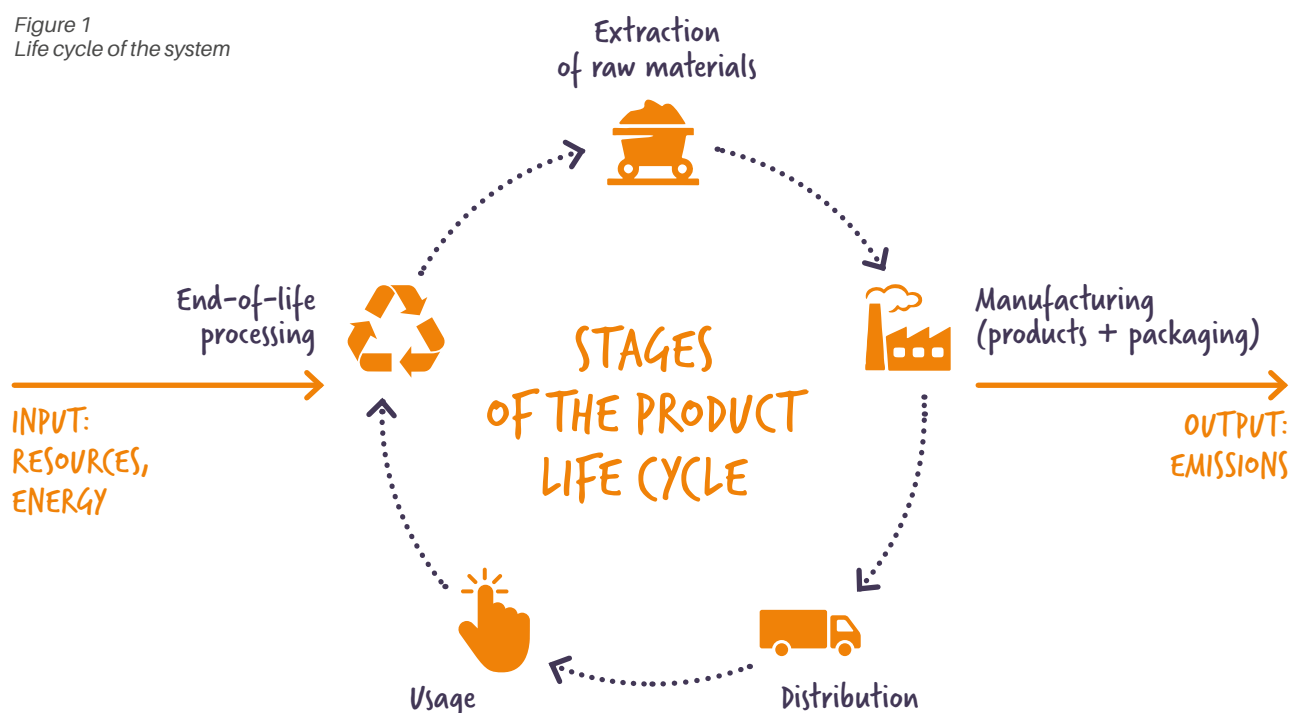 Figure 1
Life cycle of the system
Extraction
of raw materials
End-of-life
processing
Manufacturing
(products + packaging)
STAGES
OF THE PRODUCT
LIFE CYCLE
INPUT:
RESOURCES,
ENERGY
OUTPUT:
EMISSIONS
Usage
Distribution